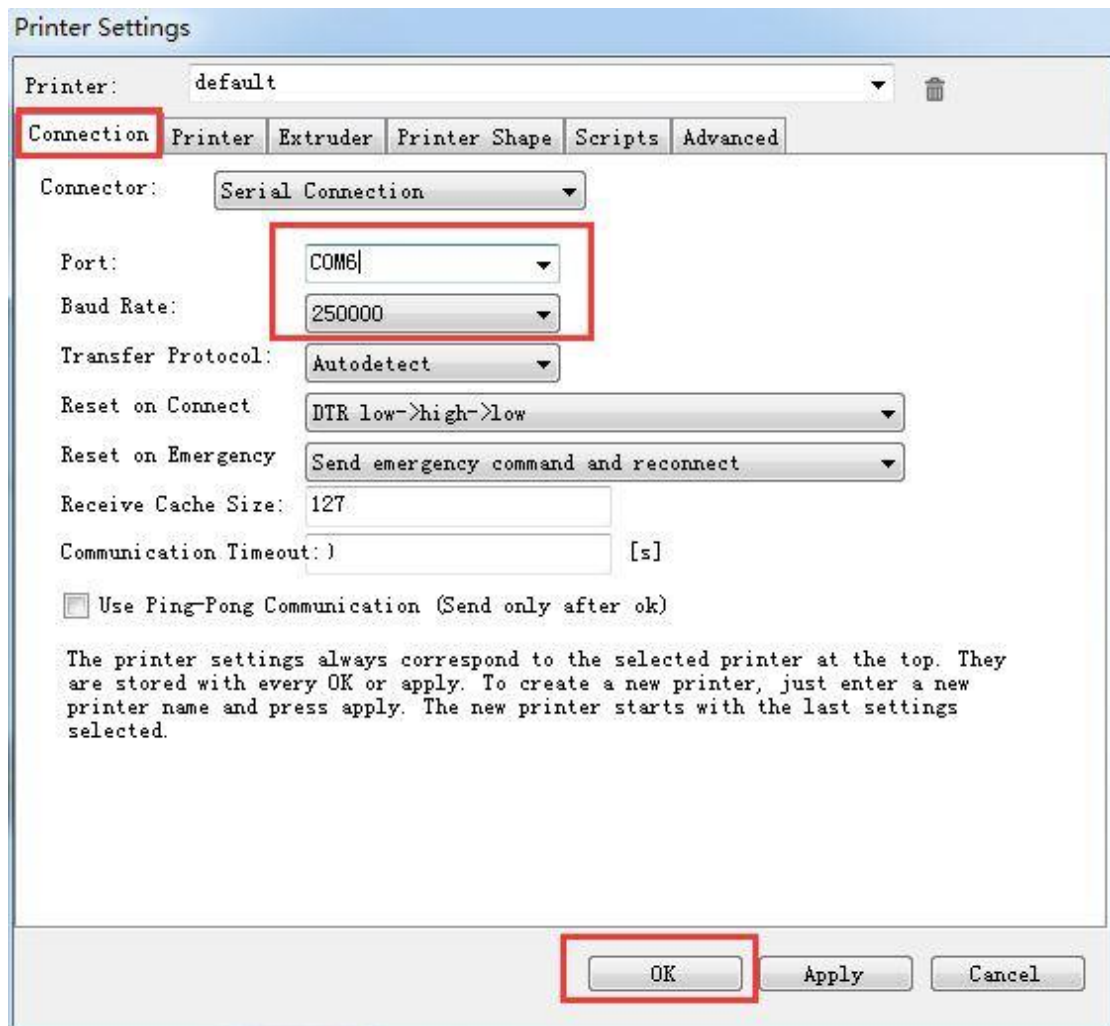 Printer Settings
Printer: default
Connection Printer Extruder Printer Shape Scripts Advanced
Connector: Serial Connection
Port: COM6
Baud Rate: 250000
Transfer Protocol: Autodetect
Reset on Connect DTR low->high->low
Reset on Emergency Send emergency command and reconnect
Receive Cache Size: 127
Communication Timeout:) [s]
Use Ping-Pong Communication (Send only after ok)
The printer settings always correspond to the selected printer at the top. They
are stored with every OK or apply. To create a new printer, just enter a new
printer name and press apply. The new printer starts with the last settings
selected.
OK Apply Cancel